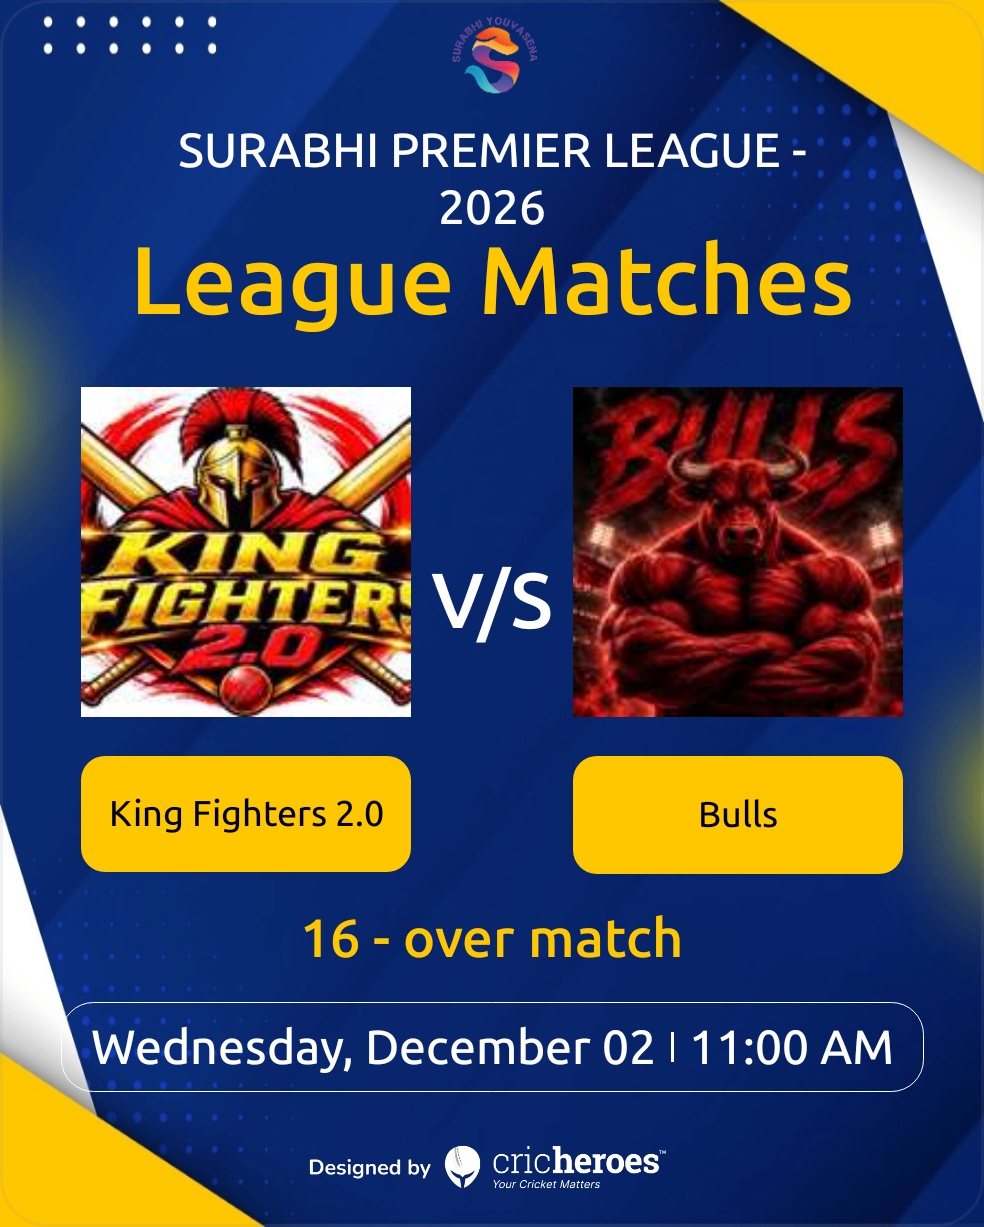 SURABHI YOUVASENA
SURABHI PREMIER LEAGUE -
2026
League Matches
KING
FIGHTERS
2.0
BULLS
V/S
King Fighters 2.0
Bulls
16 - over match
Wednesday, December 02 | 11:00 AM
Designed by cricheroes™
Your Cricket Matters